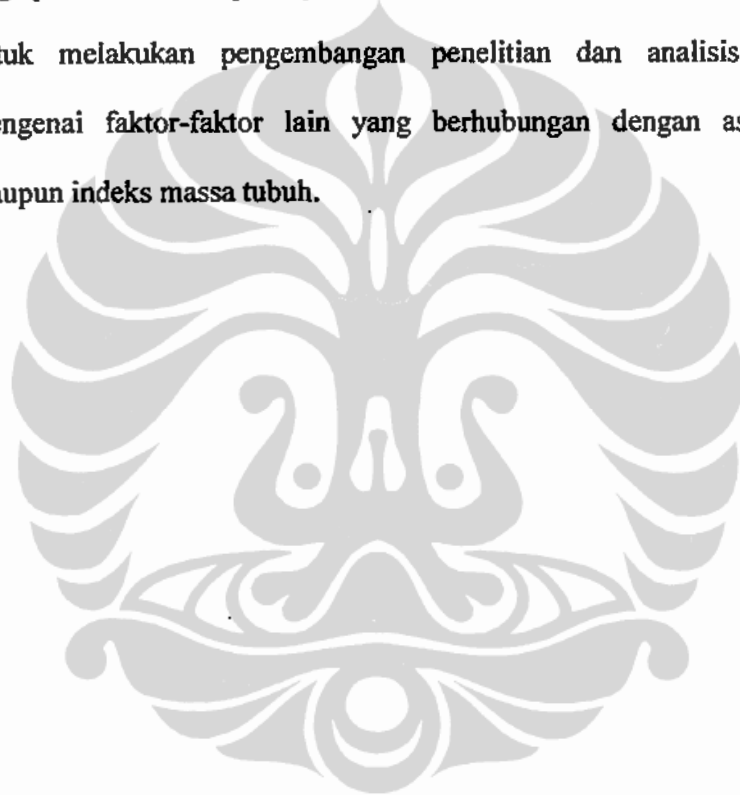 tuk melakukan pengembangan penelitian dan analisis
engenai faktor-faktor lain yang berhubungan dengan as
upun indeks massa tubuh.